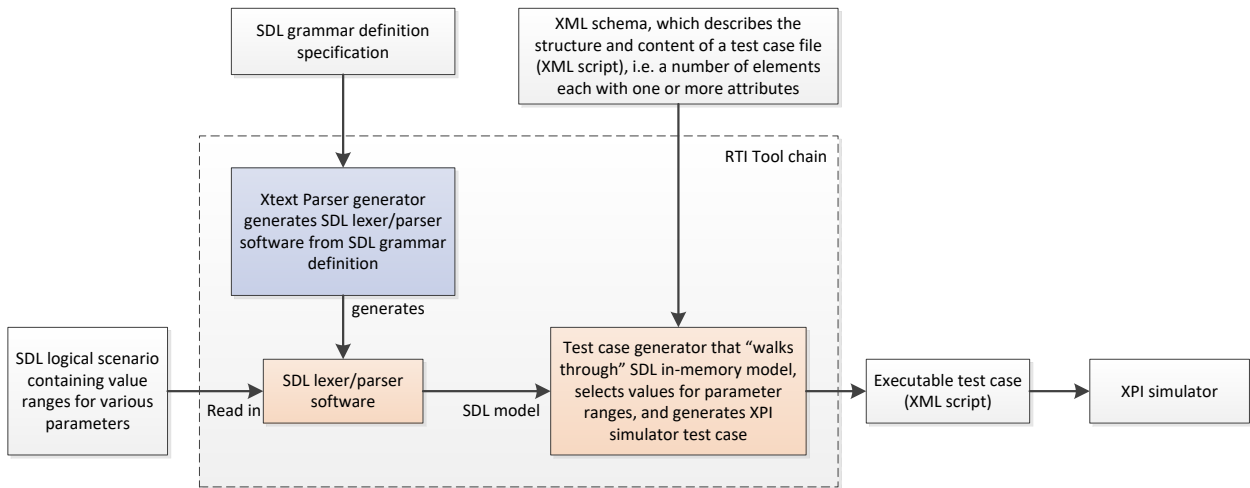 SDL grammar definition
specification
XML schema, which describes the
structure and content of a test case file
(XML script), i.e. a number of elements
each with one or more attributes
RTI Tool chain
Xtext Parser generator
generates SDL lexer/parser
software from SDL grammar
definition
generates
SDL logical scenario
containing value
ranges for various
parameters
Read in
SDL lexer/parser
software
SDL model
Test case generator that “walks
through” SDL in-memory model,
selects values for parameter
ranges, and generates XPI
simulator test case
Executable test case
(XML script)
XPI simulator